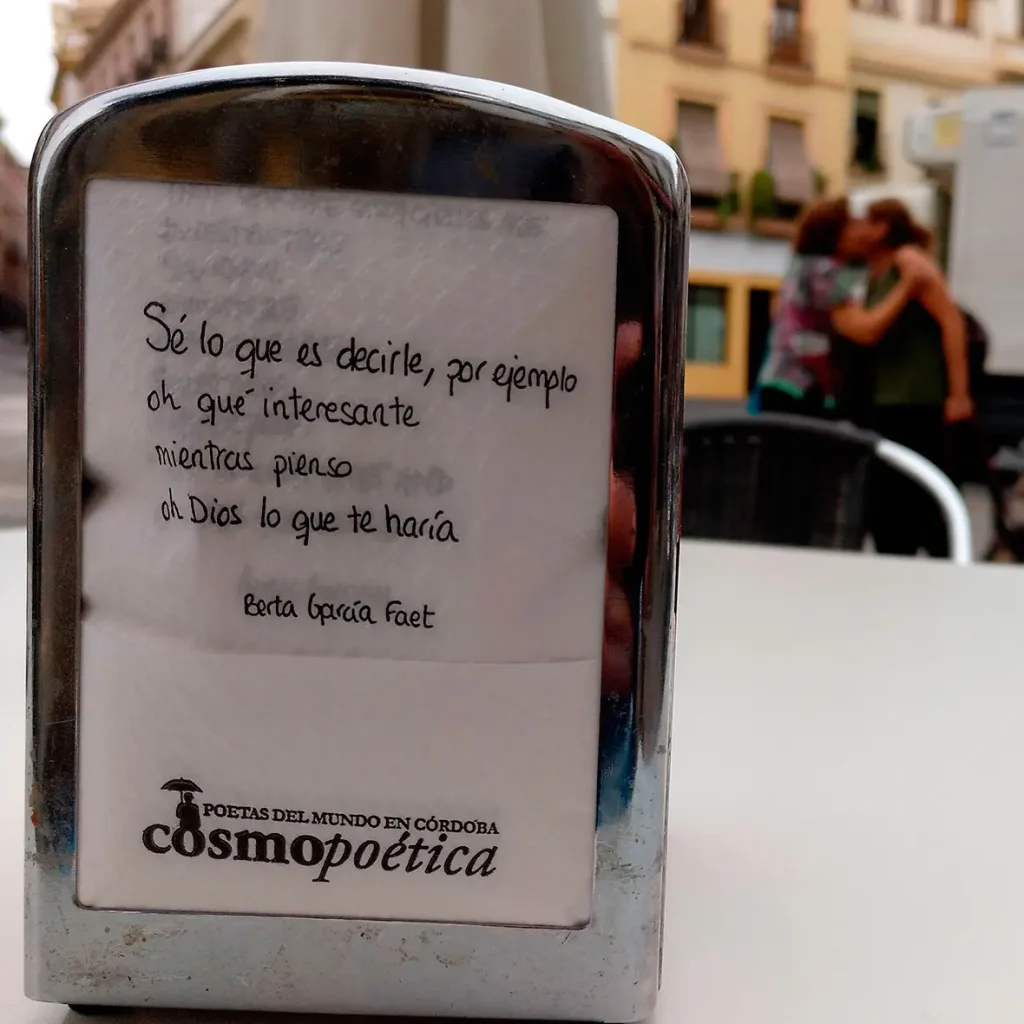 Sé lo que es decirle, por ejemplo
oh qué interesante
mientras pienso
oh Dios lo que te haría
Berta García Faet
POETAS DEL MUNDO EN CÓRDOBA
cosmopoética